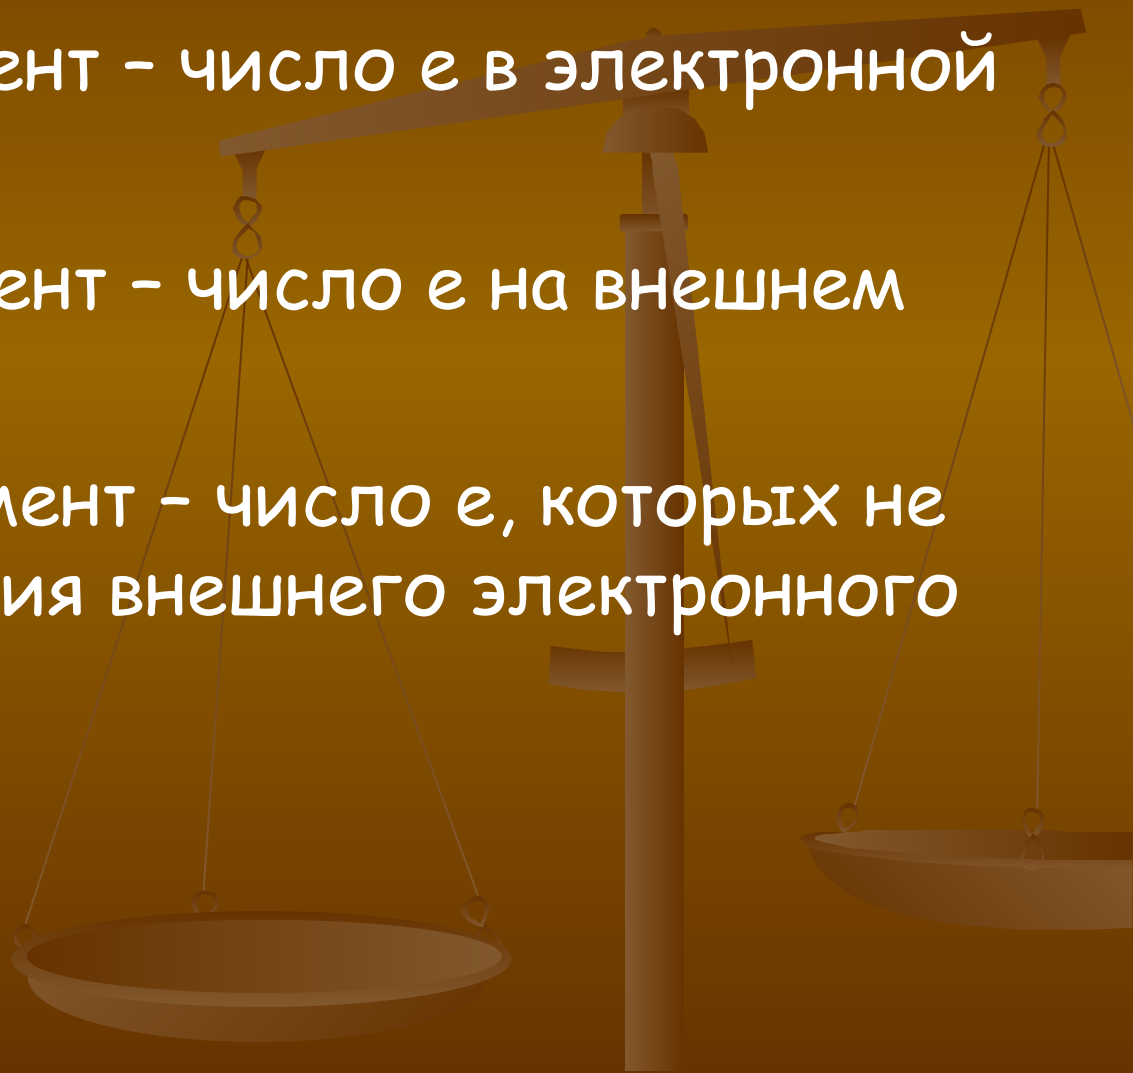 ент – число е в электронной
ент – число е на внешнем
мент – число е, которых не
ия внешнего электронного